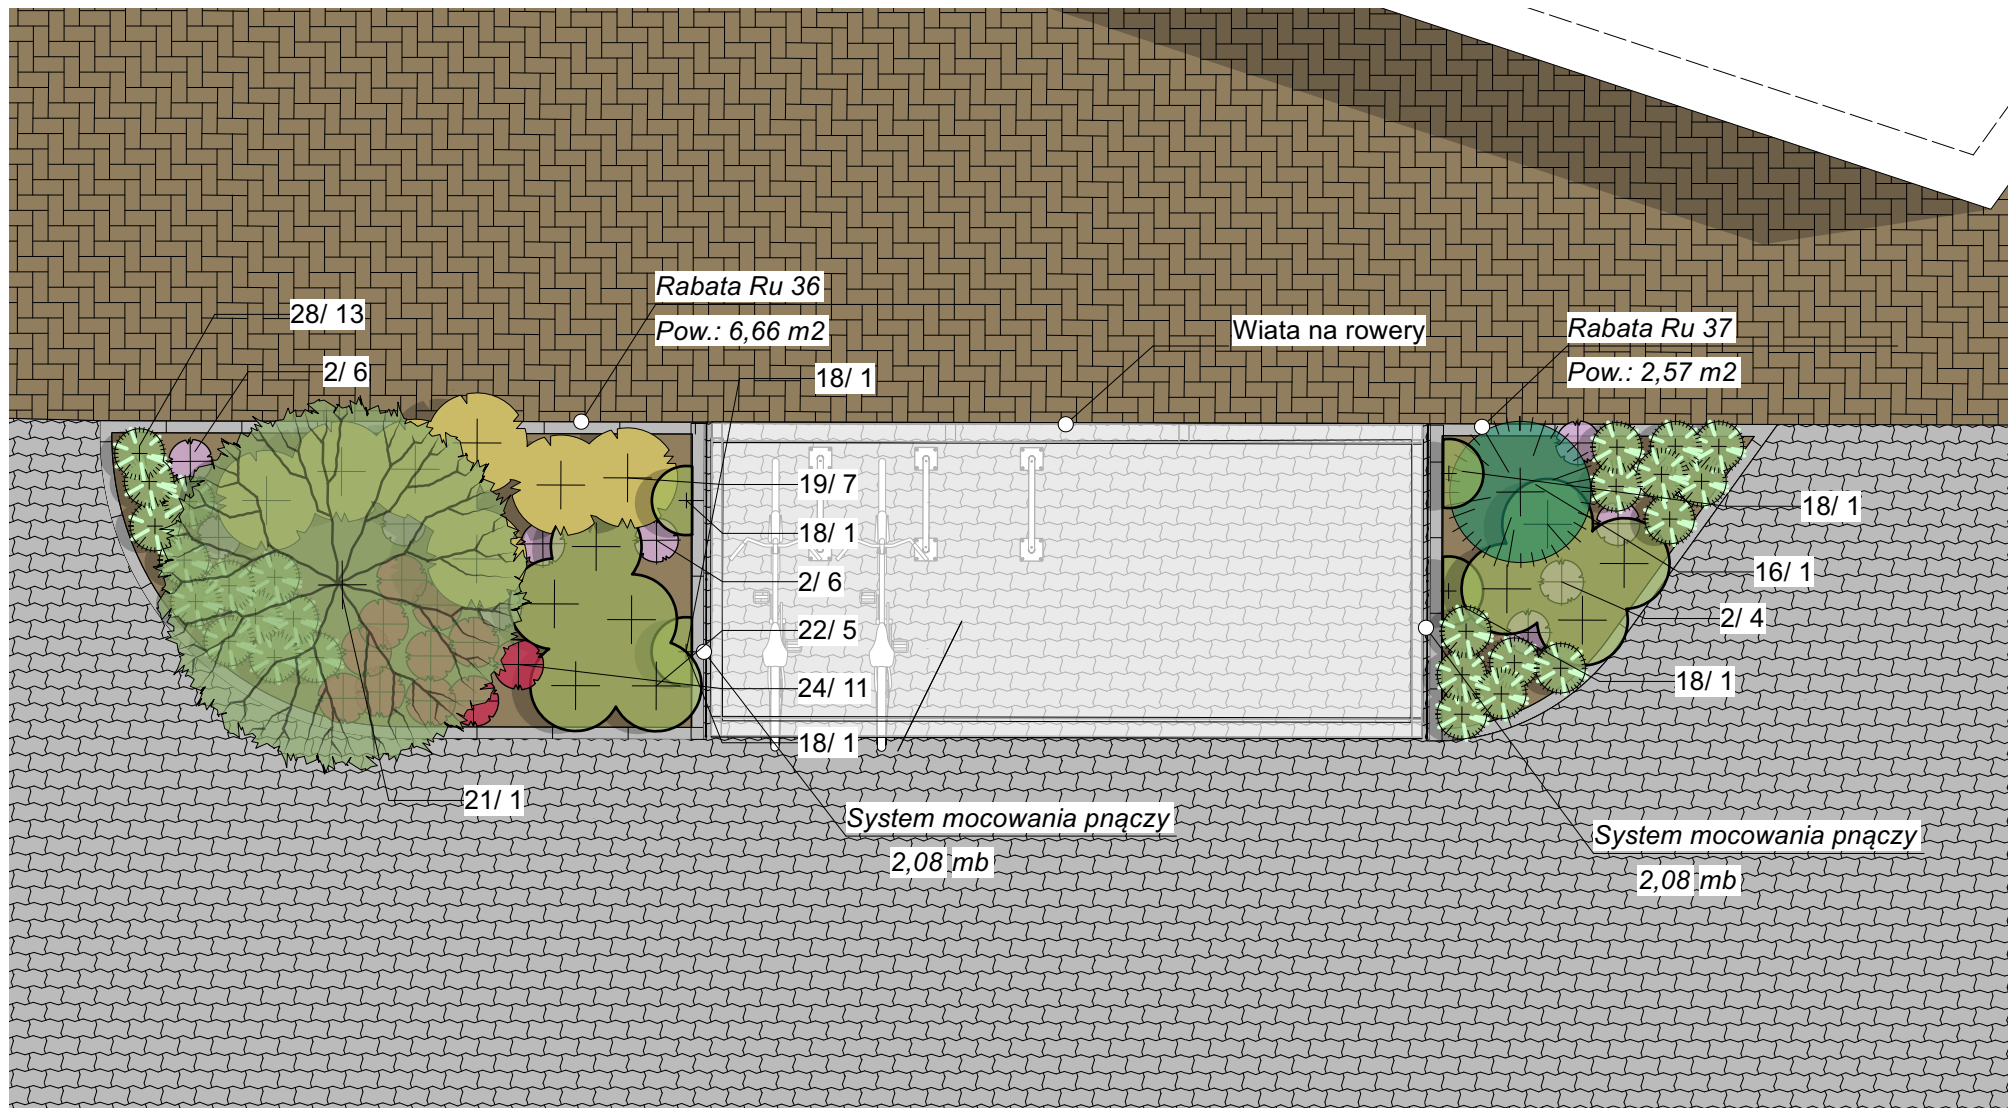 Rabata Ru 36
Pow.: 6,66 m2
28/ 13
2/ 6
18/ 1
Wiata na rowery
Rabata Ru 37
Pow.: 2,57 m2
19/ 7
18/ 1
2/ 6
22/ 5
24/ 11
18/ 1
21/ 1
18/ 1
16/ 1
2/ 4
18/ 1
System mocowania pnączy
2,08 mb
System mocowania pnączy
2,08 mb